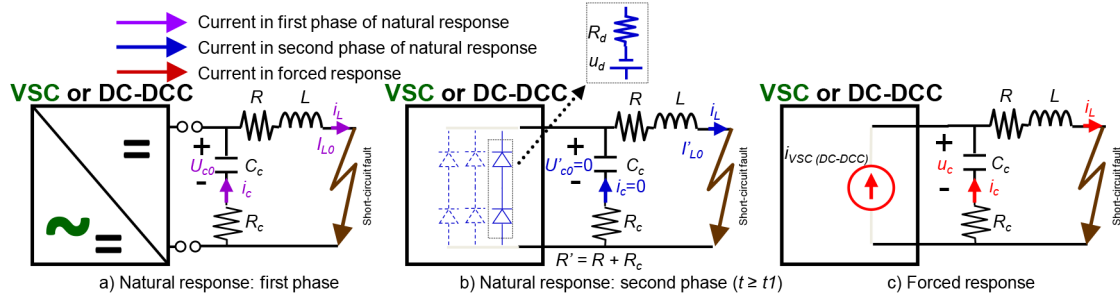 Current in first phase of natural response
Current in second phase of natural response
Current in forced response
R_d
u_d
VSC or DC-DCC
R
L
i_L
I_L0
=
+
U_c0
-
C_c
i_c
R_c
~
=
Short-circuit fault
a) Natural response: first phase
VSC or DC-DCC
R
L
i_L
I'_L0
+
U'_c0=0
-
C_c
i_c=0
R_c
R' = R + R_c
Short-circuit fault
b) Natural response: second phase (t ≥ t1)
VSC or DC-DCC
R
L
i_L
i_VSC (DC-DCC)
+
u_c
-
C_c
i_c
R_c
Short-circuit fault
c) Forced response